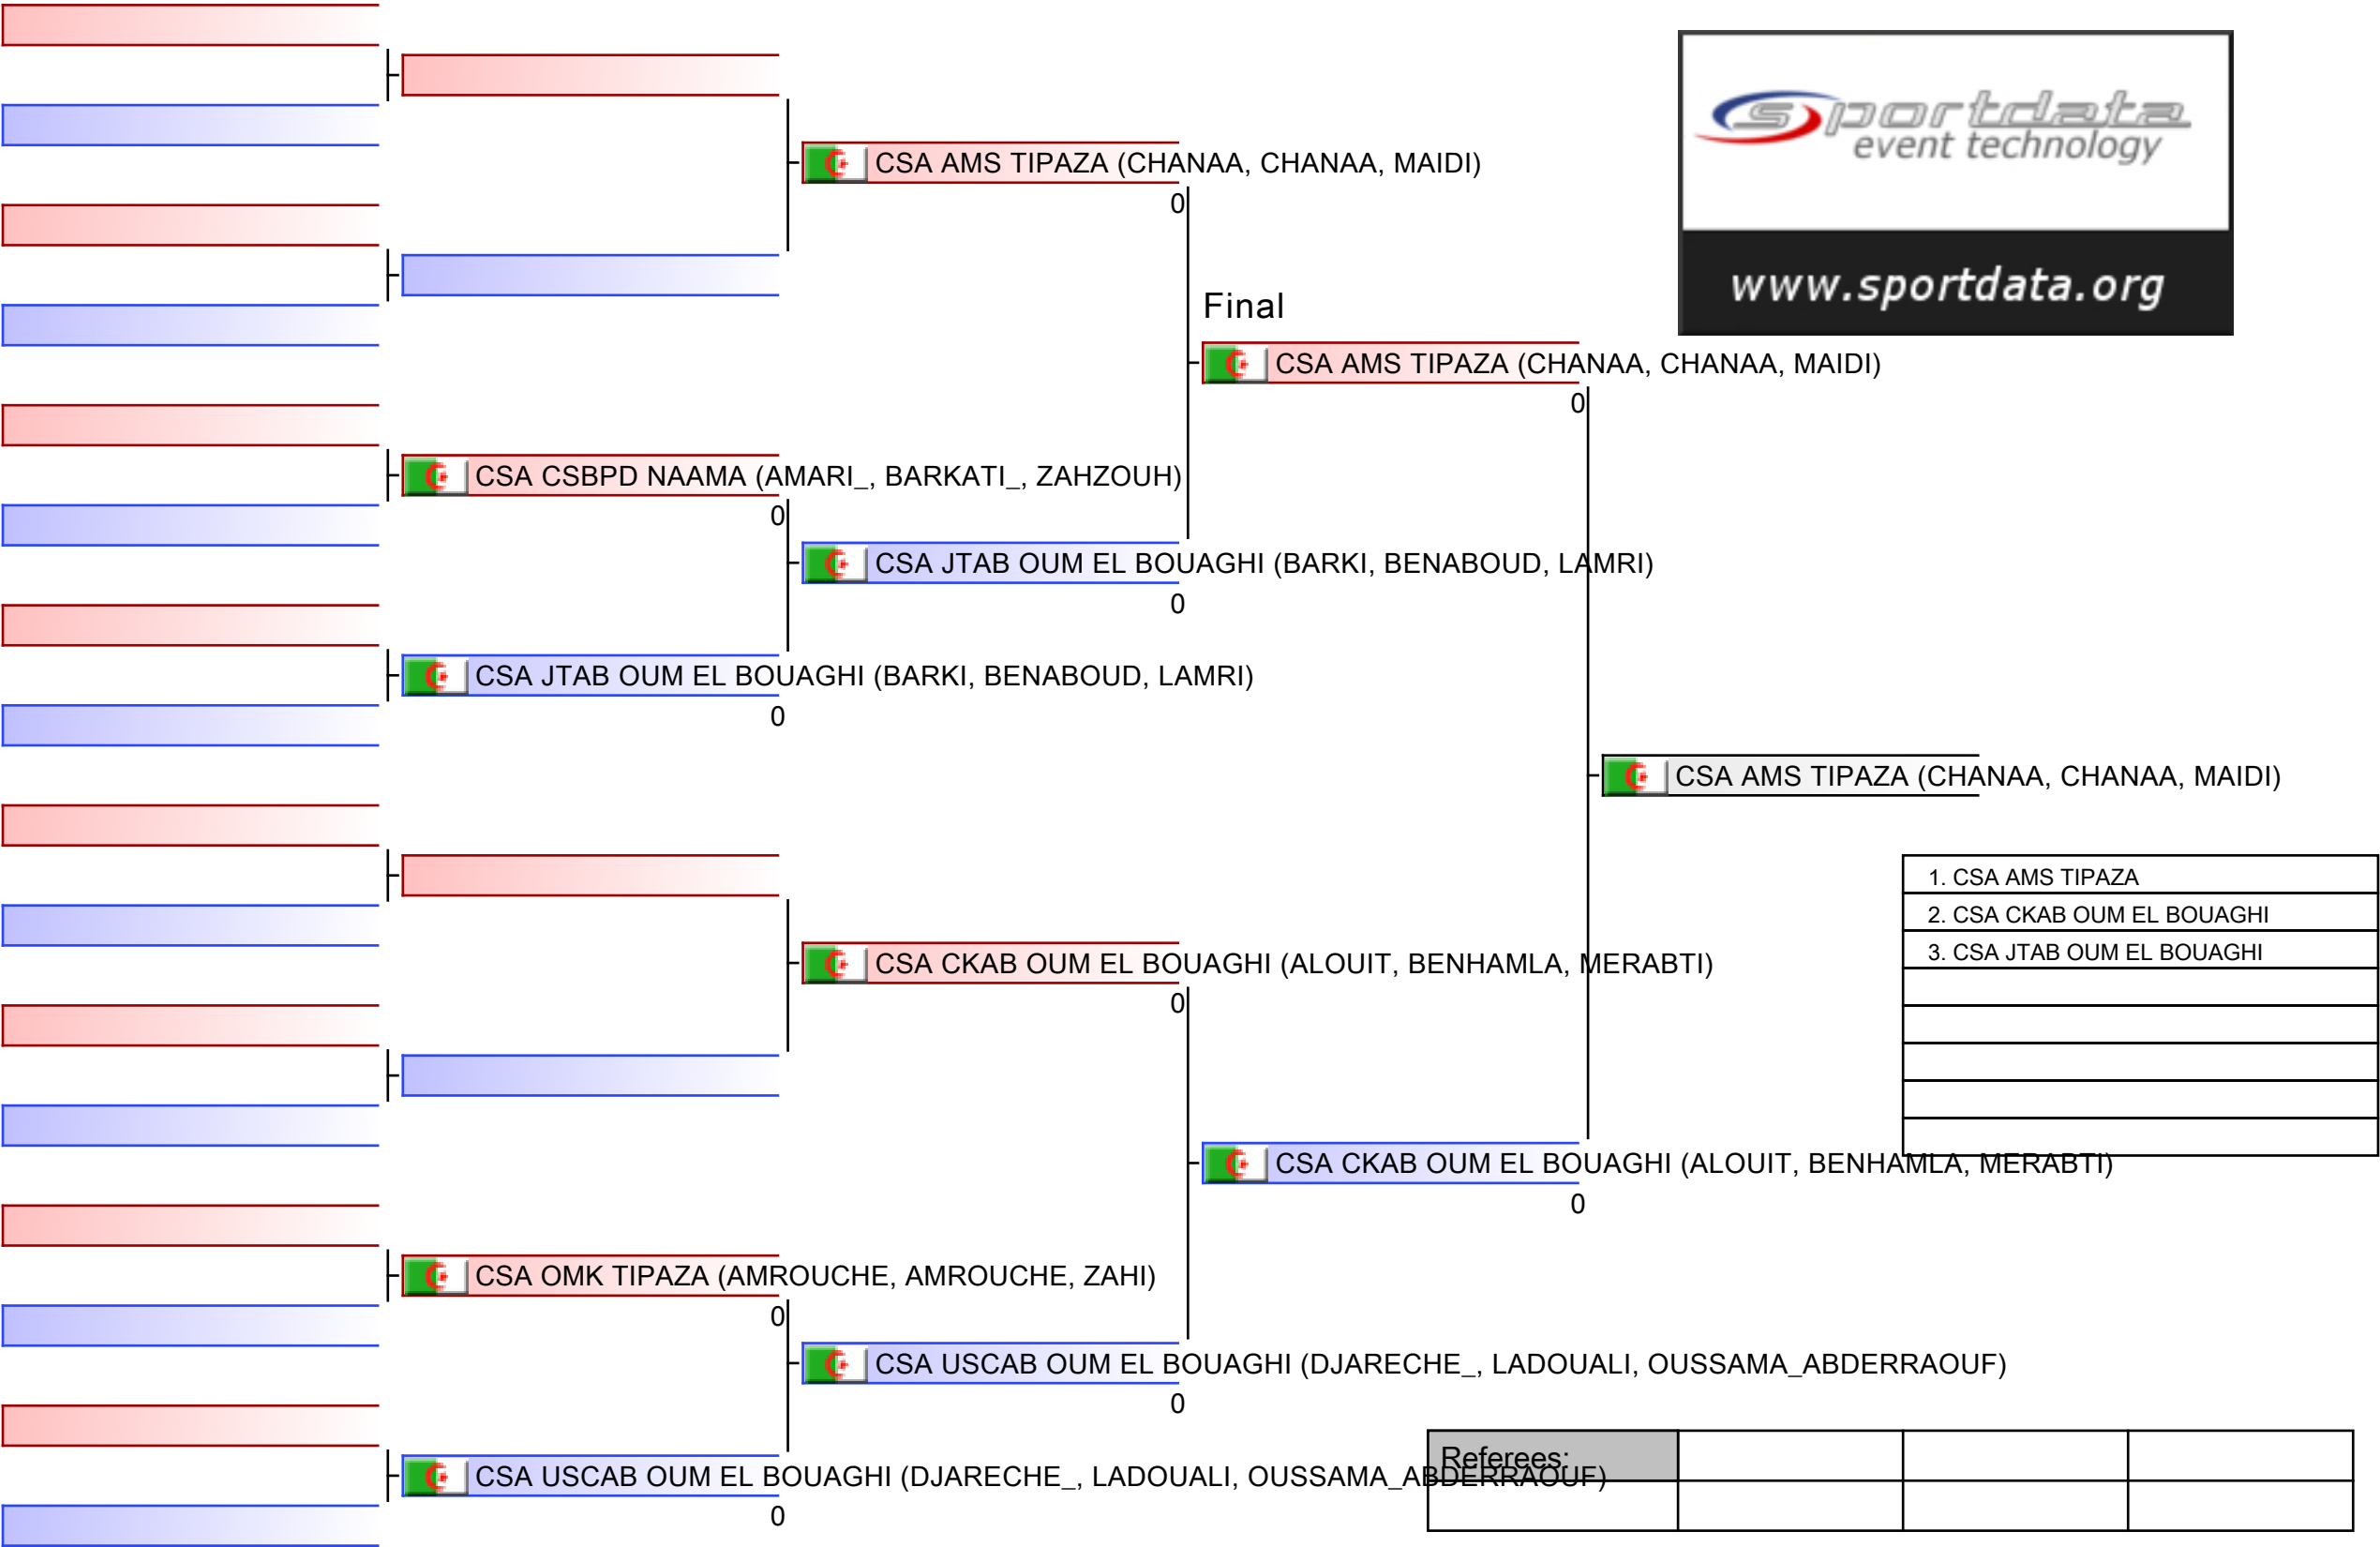 sportdata
event technology
www.sportdata.org
CSA AMS TIPAZA (CHANAA, CHANAA, MAIDI)
0
Final
CSA AMS TIPAZA (CHANAA, CHANAA, MAIDI)
0
CSA CSBPD NAAMA (AMARI_, BARKATI_, ZAHZOUH)
0
CSA JTAB OUM EL BOUAGHI (BARKI, BENABOUD, LAMRI)
0
CSA JTAB OUM EL BOUAGHI (BARKI, BENABOUD, LAMRI)
0
CSA AMS TIPAZA (CHANAA, CHANAA, MAIDI)
1. CSA AMS TIPAZA
2. CSA CKAB OUM EL BOUAGHI
3. CSA JTAB OUM EL BOUAGHI
CSA CKAB OUM EL BOUAGHI (ALOUIT, BENHAMLA, MERABTI)
0
CSA CKAB OUM EL BOUAGHI (ALOUIT, BENHAMLA, MERABTI)
0
CSA OMK TIPAZA (AMROUCHE, AMROUCHE, ZAHI)
0
CSA USCAB OUM EL BOUAGHI (DJARECHE_, LADOUALI, OUSSAMA_ABDERRAOUF)
0
Referees:
CSA USCAB OUM EL BOUAGHI (DJARECHE_, LADOUALI, OUSSAMA_ABDERRAOUF)
0